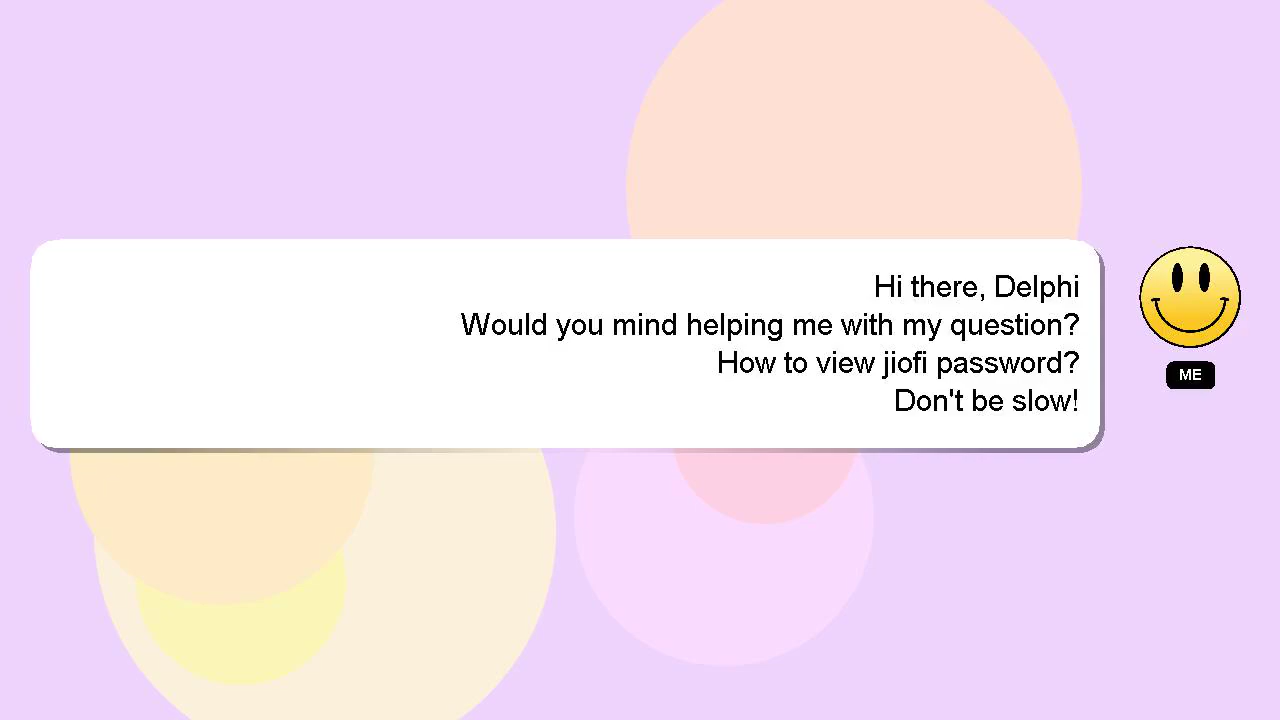 Hi there, Delphi
Would you mind helping me with my question?
How to view jiofi password?
Don't be slow!
ME